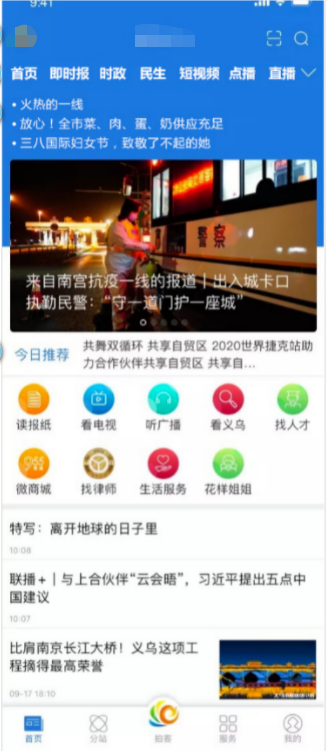 9:41
首页 即时报 时政 民生 短视频 点播 直播
• 火热的一线
• 放心！全市菜、肉、蛋、奶供应充足
• 三八国际妇女节，致敬了不起的她
警察
来自南宫抗疫一线的报道｜出入城卡口
执勤民警：“守一道门护一座城”
今日推荐
共舞双循环 共享自贸区 2020世界捷克站助
力合作伙伴共享自贸区 共享自…
读报纸 看电视 听广播 看义乌 找人才
微商城 找律师 生活服务 花样姐姐
特写：离开地球的日子里
10-08
联播+｜与上合伙伴“云会晤”，习近平提出五点中
国建议
10-07
比肩南京长江大桥！义乌这项工
程摘得最高荣誉
09-17 18:10
首页 分站 拍客 服务 我的